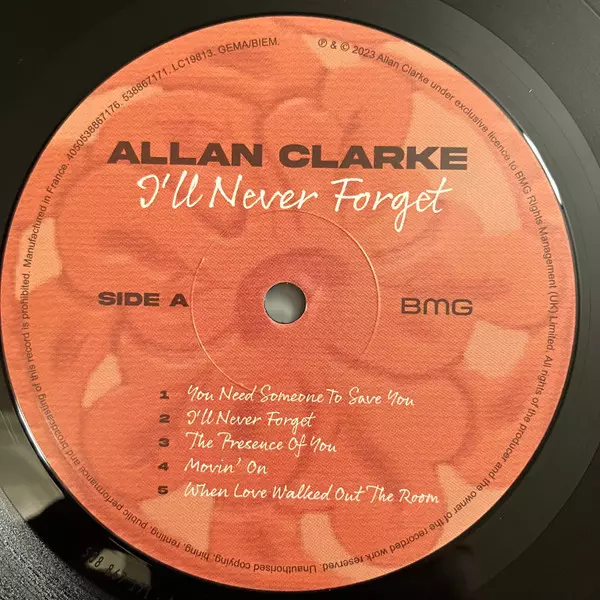 ℗ & © 2023 Allan Clarke under exclusive licence to BMG Rights Management (UK) Limited. All rights of the producer and the owner of the recorded work reserved. Unauthorised copying, hiring, renting, public performance and broadcasting of this record is prohibited. Manufactured in France. 4050538867176. 538867171. LC19813. GEMA/BIEM.
ALLAN CLARKE
I'll Never Forget
SIDE A
BMG
1 You Need Someone To Save You
2 I'll Never Forget
3 The Presence Of You
4 Movin' On
5 When Love Walked Out The Room